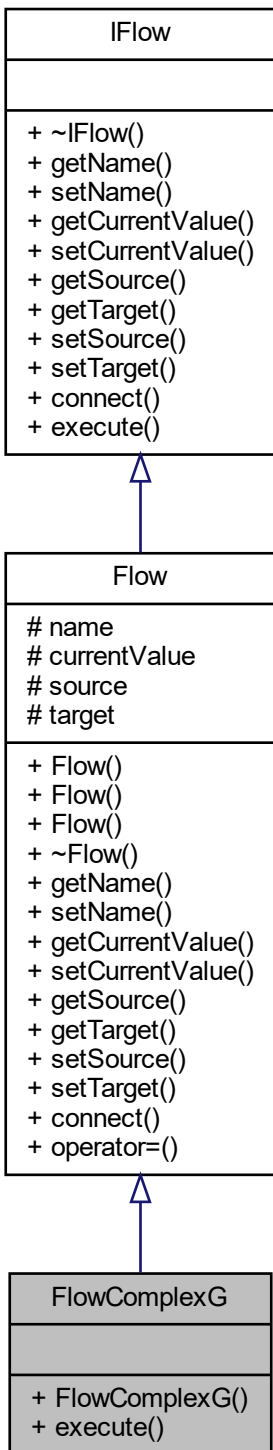 IFlow
+ ~IFlow()
+ getName()
+ setName()
+ getCurrentValue()
+ setCurrentValue()
+ getSource()
+ getTarget()
+ setSource()
+ setTarget()
+ connect()
+ execute()
Flow
# name
# currentValue
# source
# target
+ Flow()
+ Flow()
+ Flow()
+ ~Flow()
+ getName()
+ setName()
+ getCurrentValue()
+ setCurrentValue()
+ getSource()
+ getTarget()
+ setSource()
+ setTarget()
+ connect()
+ operator=()
FlowComplexG
+ FlowComplexG()
+ execute()